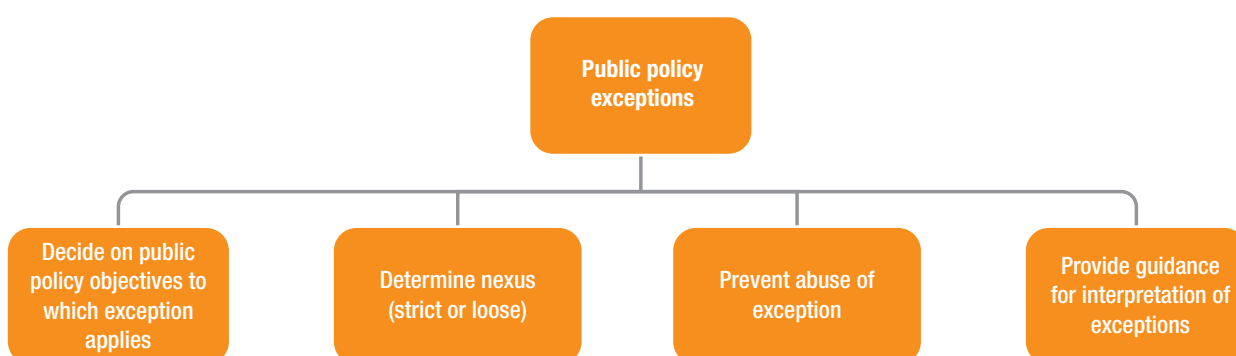 Public policy
exceptions
Decide on public
policy objectives to
which exception
applies
Determine nexus
(strict or loose)
Prevent abuse of
exception
Provide guidance
for interpretation of
exceptions